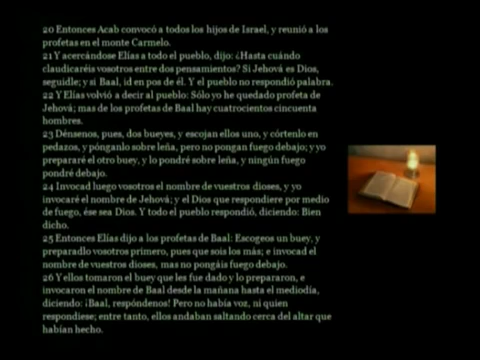 20 Entonces Acab convocó a todos los hijos de Israel, y reunió a los
profetas en el monte Carmelo.
21 Y acercándose Elías a todo el pueblo, dijo: ¿Hasta cuándo
claudicaréis vosotros entre dos pensamientos? Si Jehová es Dios,
seguidle; y si Baal, id en pos de él. Y el pueblo no respondió palabra.
22 Y Elías volvió a decir al pueblo: Sólo yo he quedado profeta de
Jehová; mas de los profetas de Baal hay cuatrocientos cincuenta
hombres.
23 Dénsenos, pues, dos bueyes, y escojan ellos uno, y córtenlo en
pedazos, y pónganlo sobre leña, pero no pongan fuego debajo; y yo
prepararé el otro buey, y lo pondré sobre leña, y ningún fuego
pondré debajo.
24 Invocad luego vosotros el nombre de vuestros dioses, y yo
invocaré el nombre de Jehová; y el Dios que respondiere por medio
de fuego, ése sea Dios. Y todo el pueblo respondió, diciendo: Bien
dicho.
25 Entonces Elías dijo a los profetas de Baal: Escogeos un buey, y
preparadlo vosotros primero, pues que sois los más; e invocad el
nombre de vuestros dioses, mas no pongáis fuego debajo.
26 Y ellos tomaron el buey que les fue dado y lo prepararon, e
invocaron el nombre de Baal desde la mañana hasta el mediodía,
diciendo: ¡Baal, respóndenos! Pero no había voz, ni quien
respondiese; entre tanto, ellos andaban saltando cerca del altar que
habían hecho.